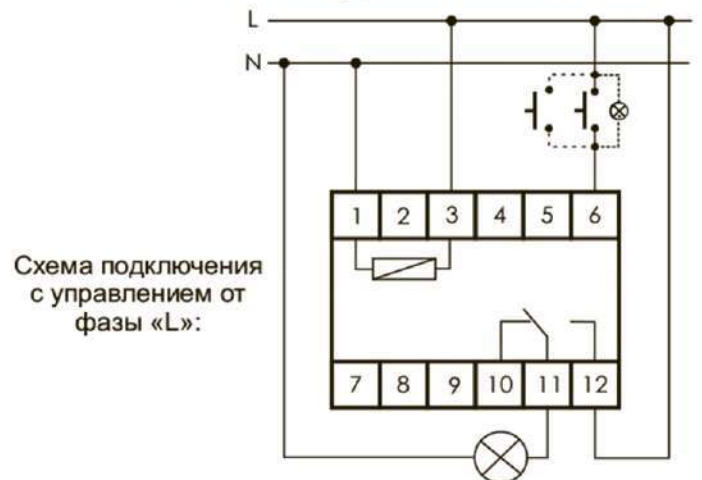 L
N
1 2 3 4 5 6
Схема подключения
с управлением от
фазы «L»:
7 8 9 10 11 12